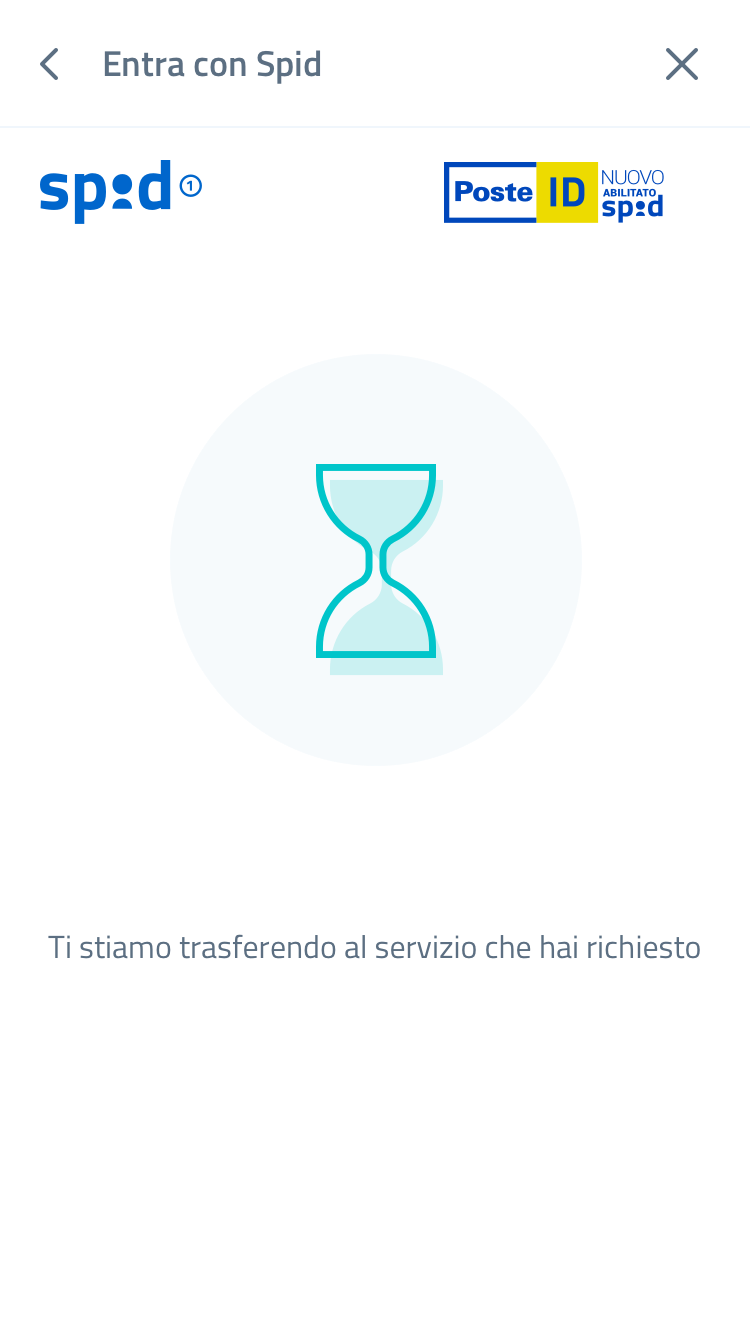 Entra con Spid
spid 1
Poste ID NUOVO
ABILITATO
spid
Ti stiamo trasferendo al servizio che hai richiesto